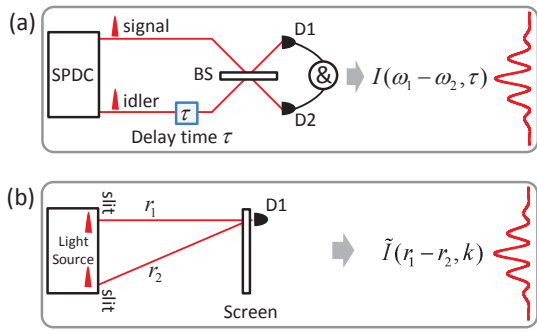 (a)
signal
SPDC
idler
τ
Delay time τ
BS
D1
&
D2
I(ω₁ − ω₂, τ)
(b)
slit
r₁
D1
Light
Source
r₂
slit
Screen
Ĩ(r₁ − r₂, k)